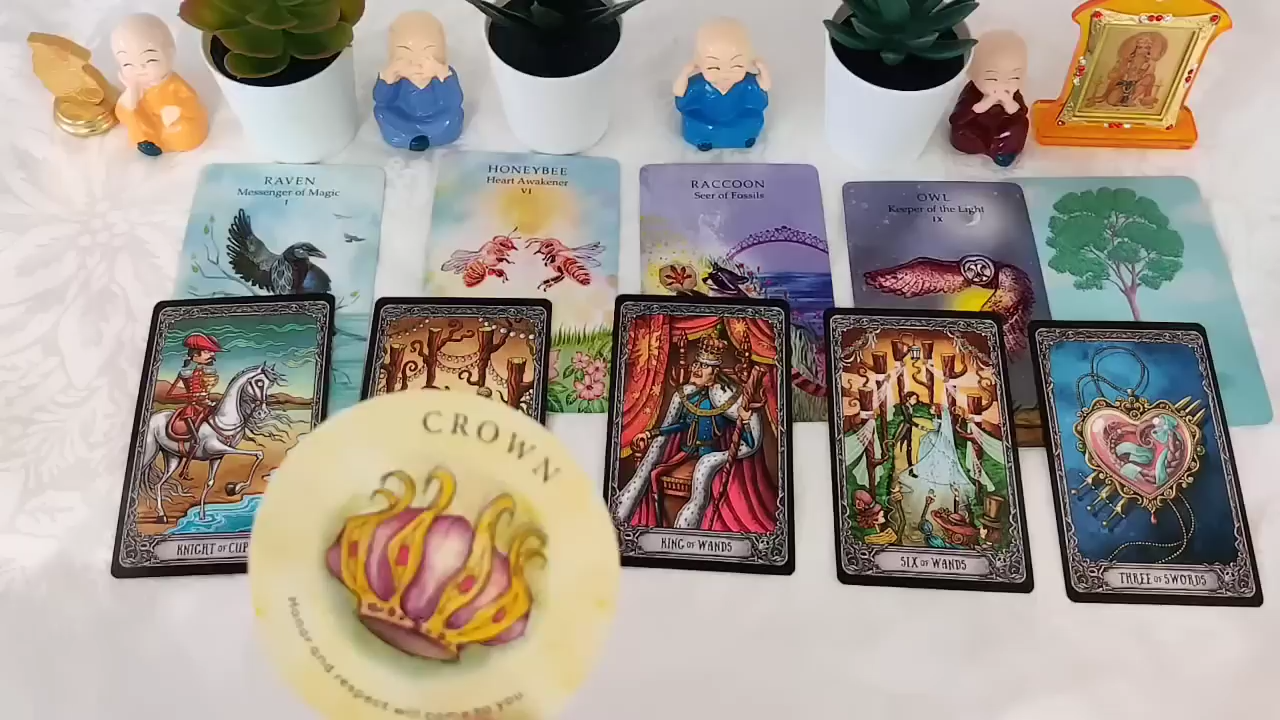 RAVEN
Messenger of Magic
I
HONEYBEE
Heart Awakener
VI
RACCOON
Seer of Fossils
OWL
Keeper of the Light
IX
KNIGHT OF CUP
CROWN
Honor and respect will come to you
KING OF WANDS
SIX OF WANDS
THREE OF SWORDS